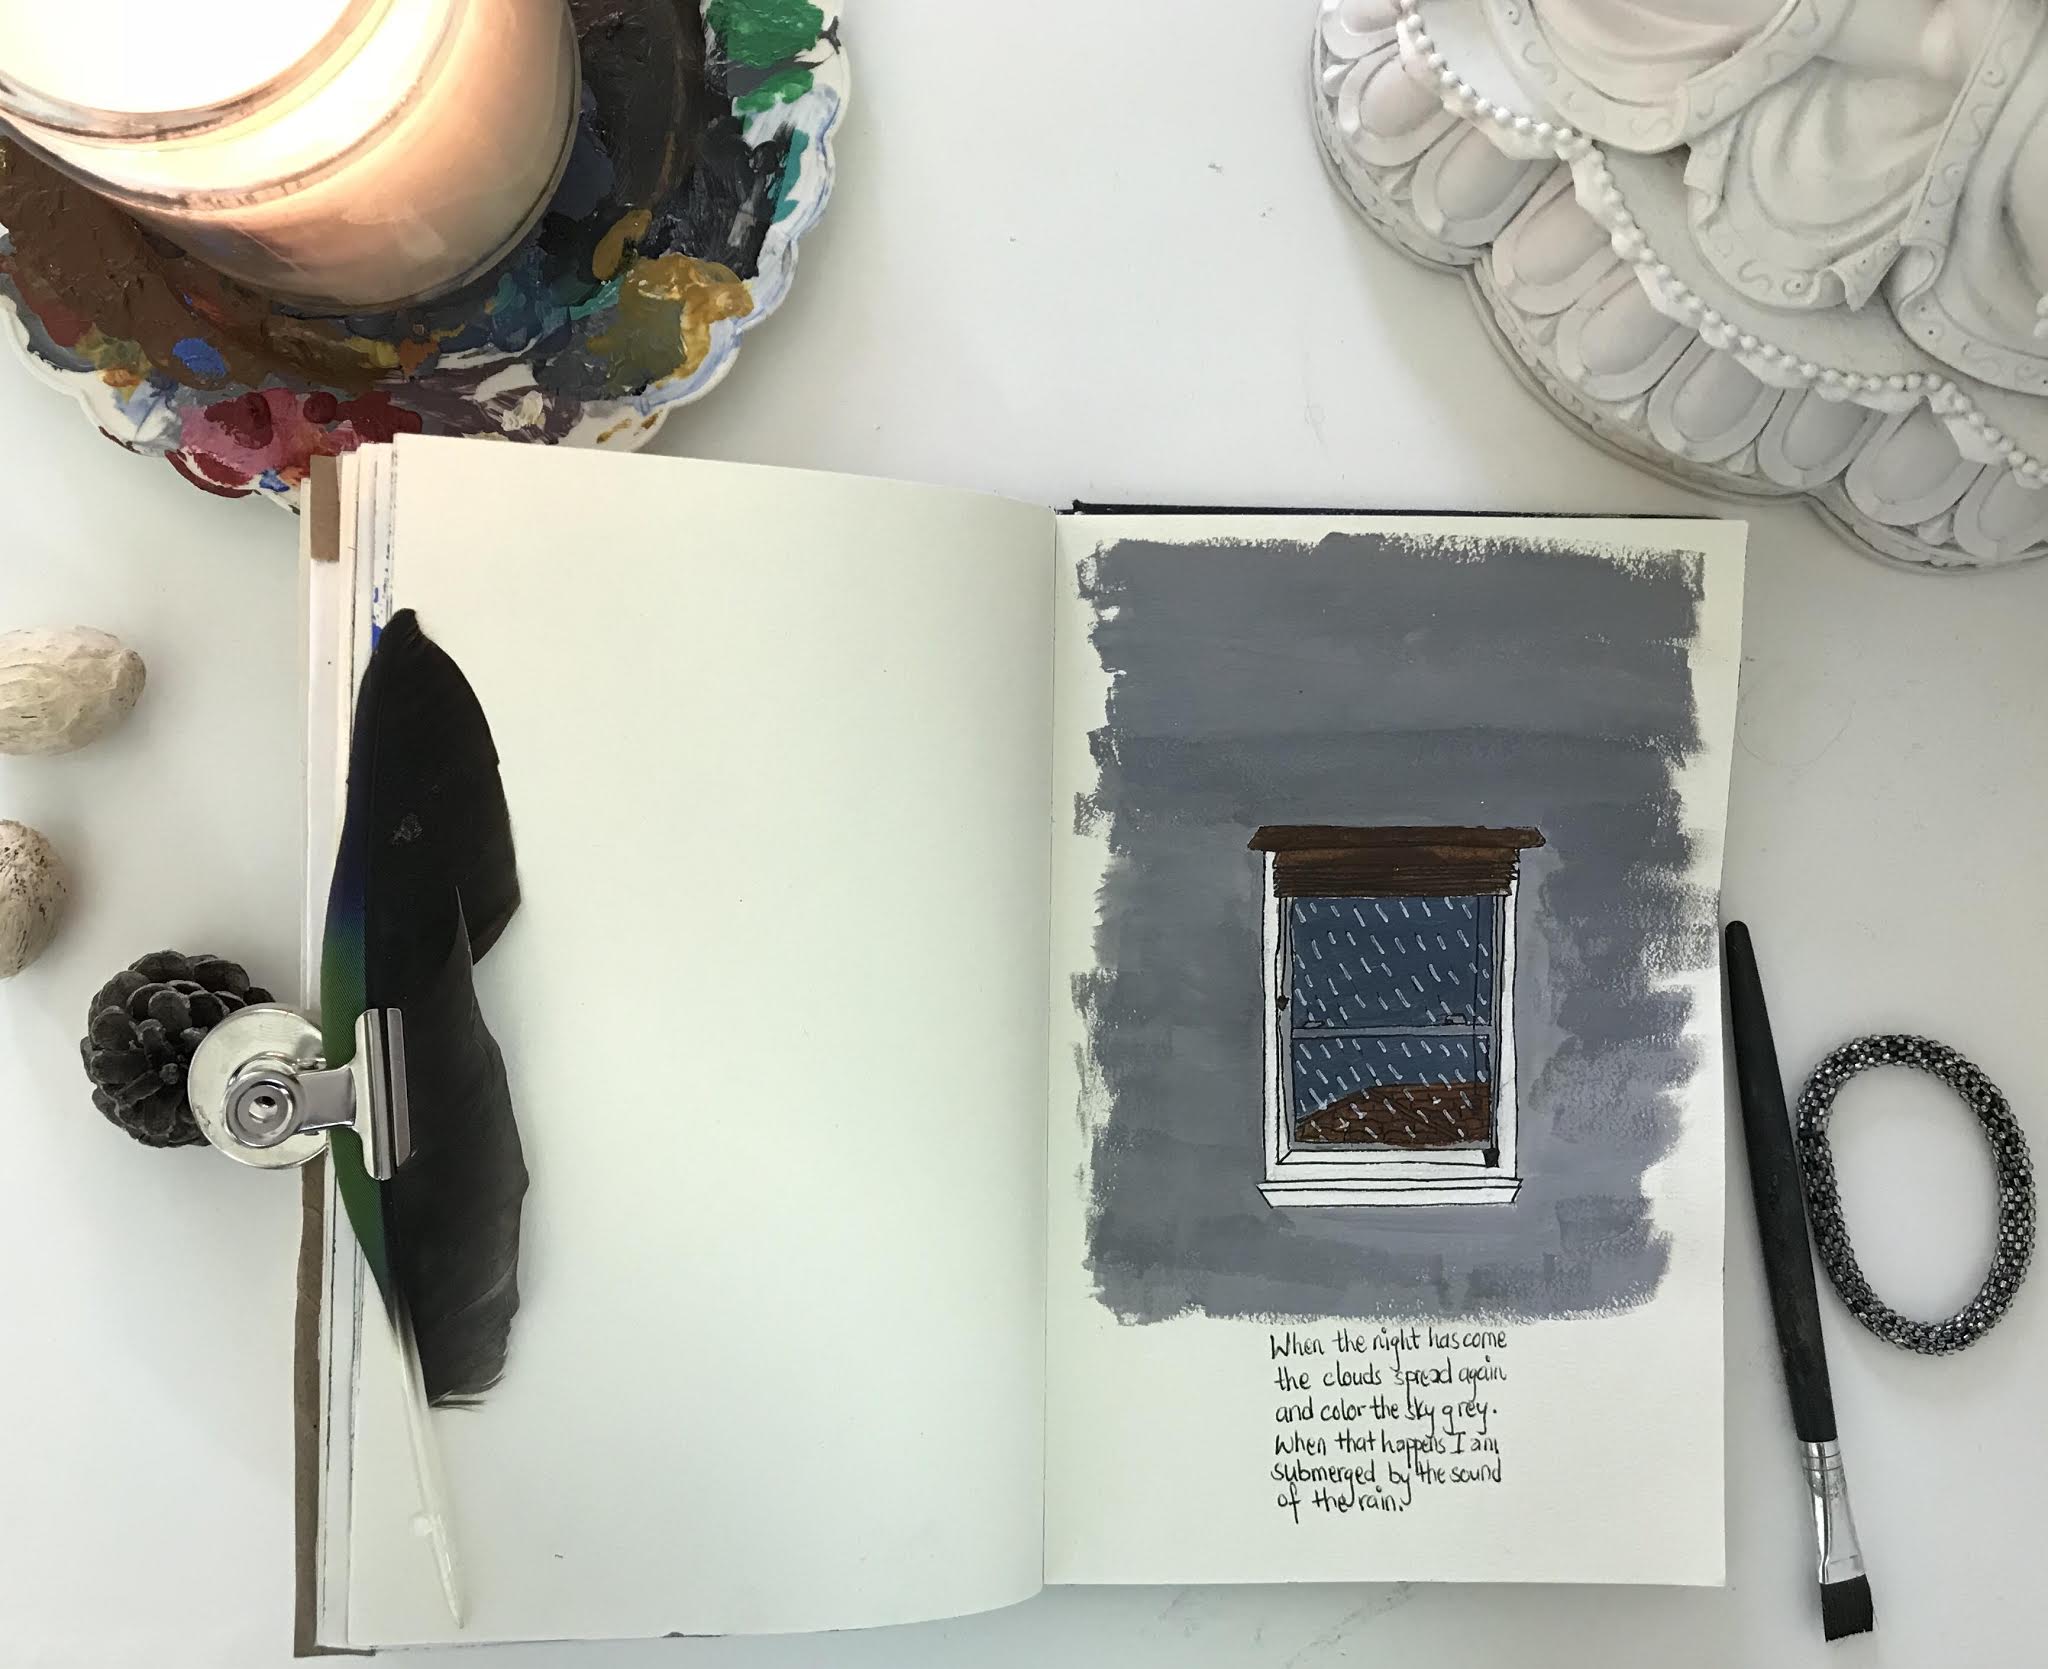 When the night has come
the clouds spread again
and color the sky grey.
When that happens I am
submerged by the sound
of the rain.